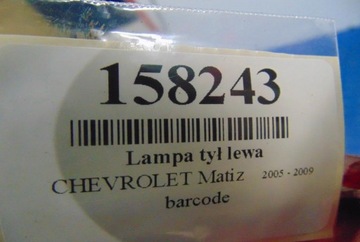 158243
Lampa tył lewa
CHEVROLET Matiz 2005 - 2009
barcode